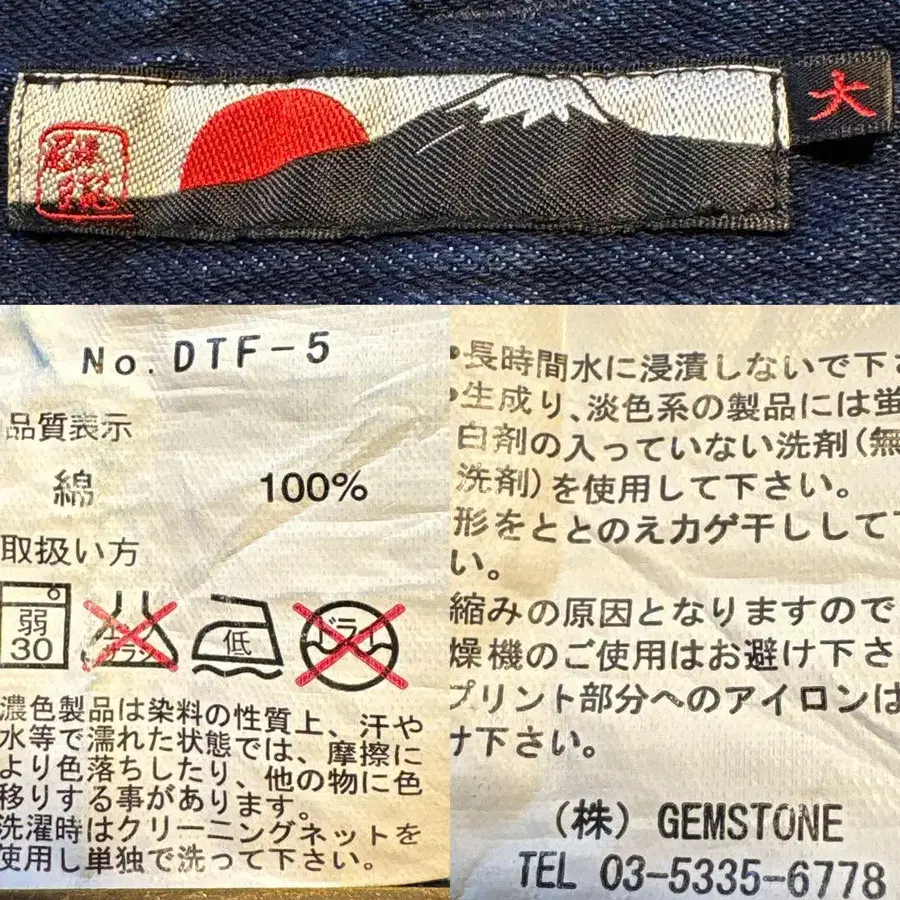 大
No. DTF-5
品質表示
綿 100%
取扱い方
弱
30
エンソ
サラシ
低
ドライ
濃色製品は染料の性質上、汗や
水等で濡れた状態では、摩擦に
より色落ちしたり、他の物に色
移りする事があります。
洗濯時はクリーニングネットを
使用し単独で洗って下さい。
・長時間水に浸漬しないで下さ
・生成り、淡色系の製品には蛍
白剤の入っていない洗剤(無
洗剤)を使用して下さい。
形をととのえカゲ干しして下
い。
縮みの原因となりますので
燥機のご使用はお避け下さ
プリント部分へのアイロンは
け下さい。
(株) GEMSTONE
TEL 03-5335-6778